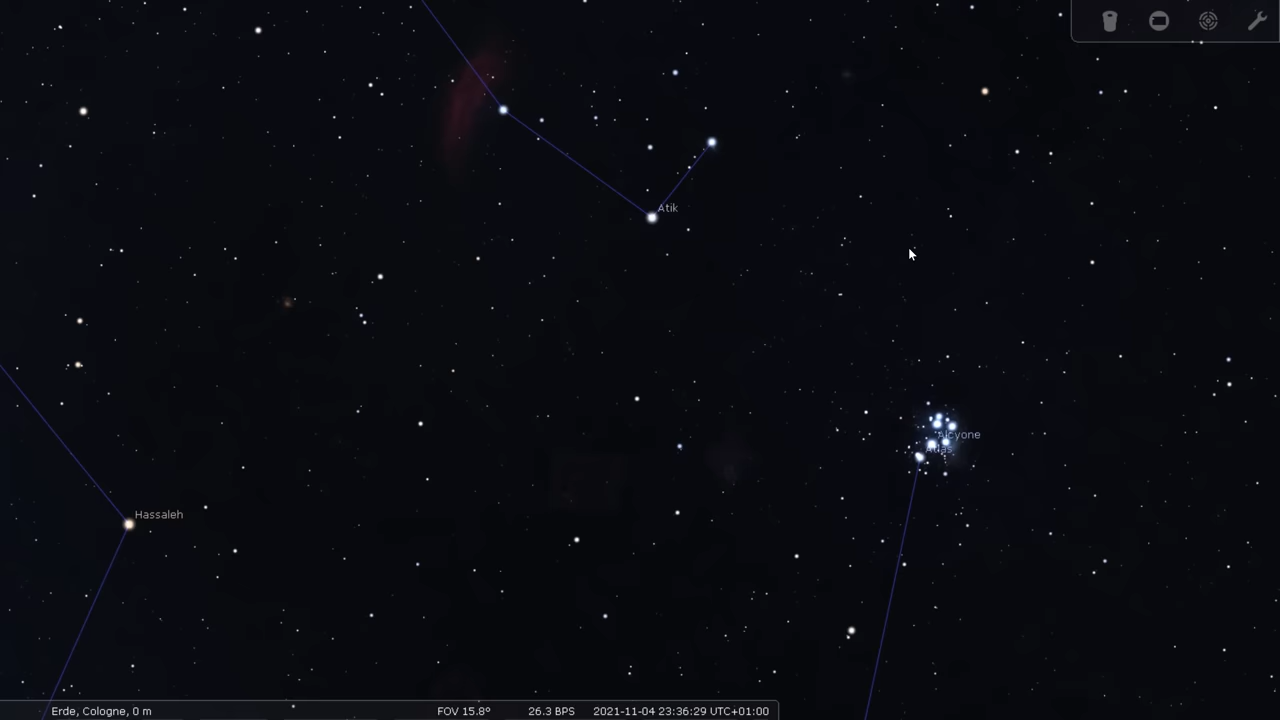 Atik
Alcyone
Atlas
Hassaleh
Erde, Cologne, 0 m FOV 15.8° 26.3 BPS 2021-11-04 23:36:29 UTC+01:00